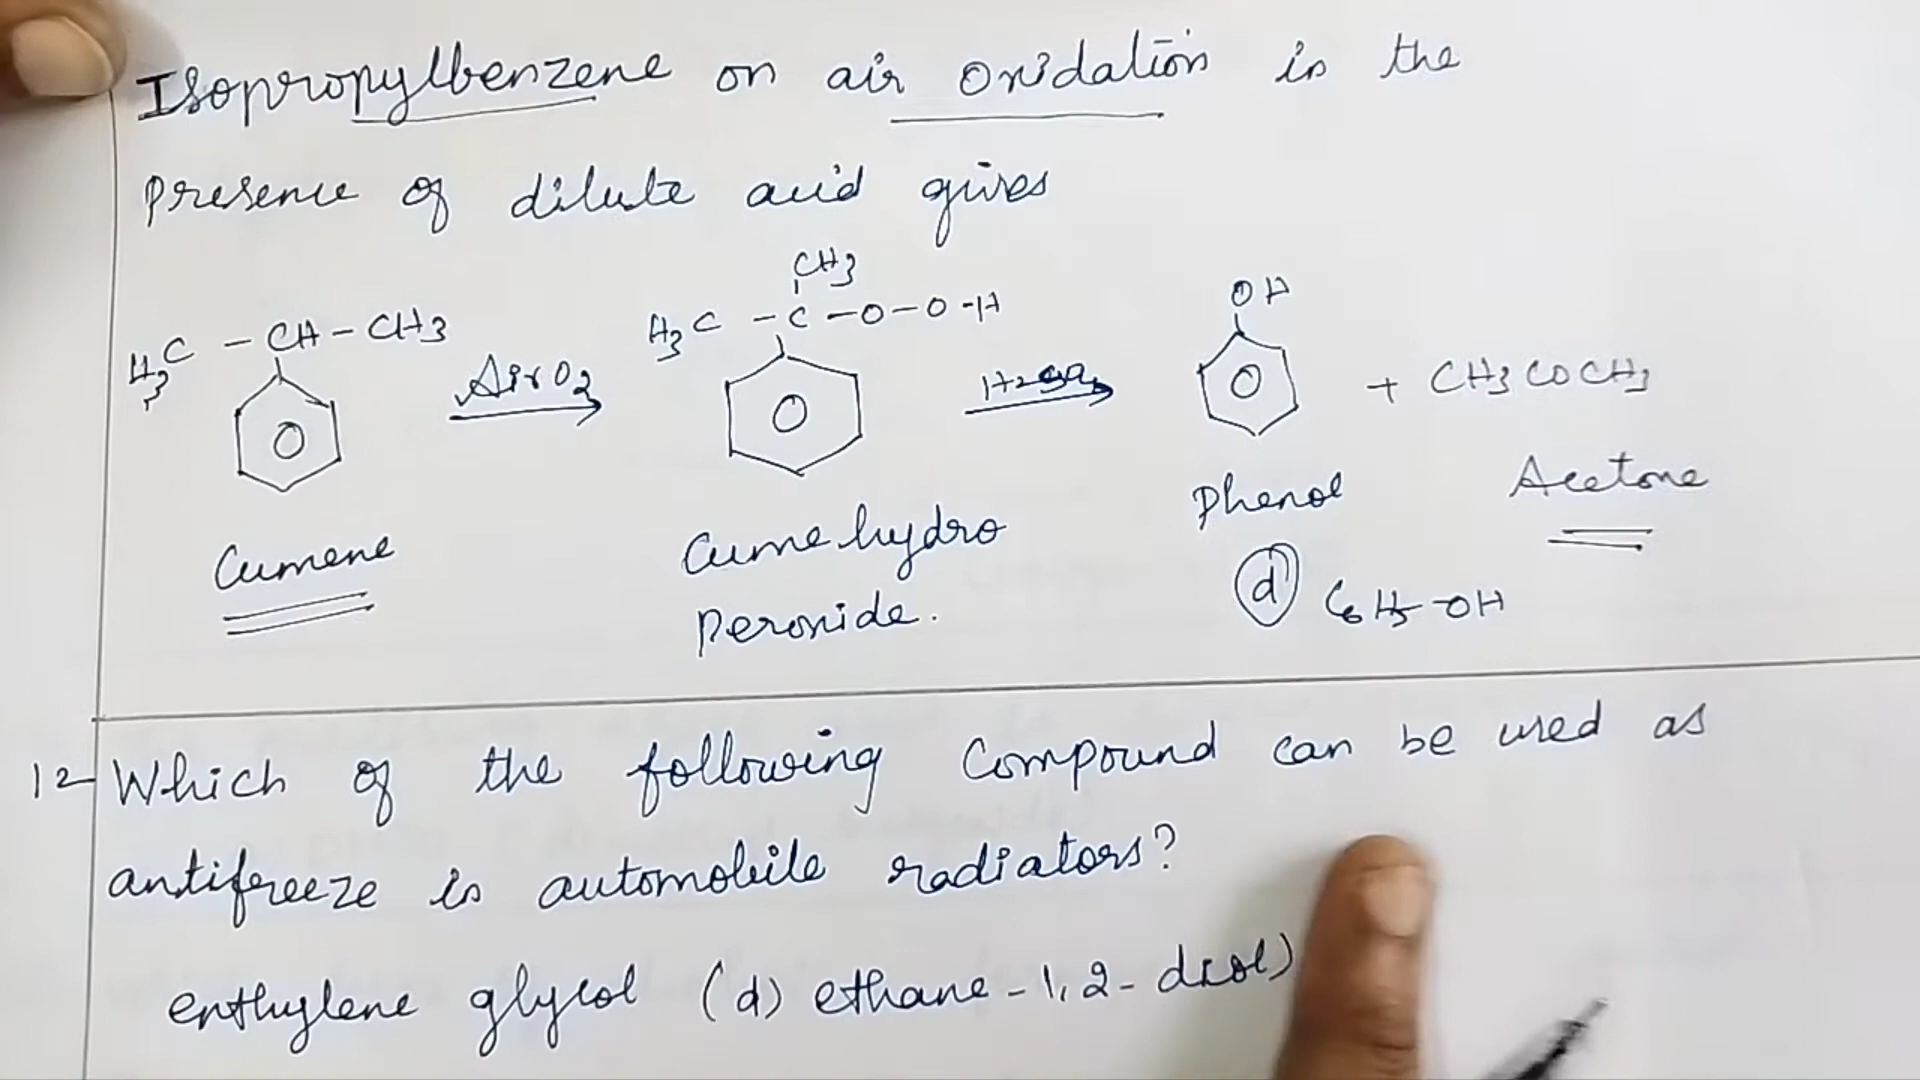 Isopropylbenzene on air oxidation in the
presence of dilute acid gives
CH3
H3C - CH - CH3
Air O2
H3C - C - O - O - H
H2SO4
OH
+ CH3COCH3
Cumene
Cume hydro
peroxide.
Phenol
Acetone
(d) C6H5-OH
12 Which of the following Compound can be used as
antifreeze in automobile radiators?
enthylene glycol (d) ethane-1,2-diol)